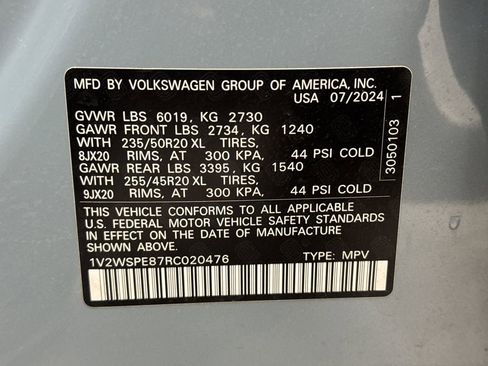 MFD BY VOLKSWAGEN GROUP OF AMERICA, INC.
USA 07/2024
GVWR LBS 6019, KG 2730
GAWR FRONT LBS 2734, KG 1240
WITH 235/50R20 XL TIRES,
8JX20 RIMS, AT 300 KPA, 44 PSI COLD
GAWR REAR LBS 3395, KG 1540
WITH 255/45R20 XL TIRES,
9JX20 RIMS, AT 300 KPA, 44 PSI COLD
THIS VEHICLE CONFORMS TO ALL APPLICABLE
U.S. FEDERAL MOTOR VEHICLE SAFETY STANDARDS
IN EFFECT ON THE DATE OF MANUFACTURE SHOWN
ABOVE.
1V2WSPE87RC020476 TYPE: MPV
3050103 1